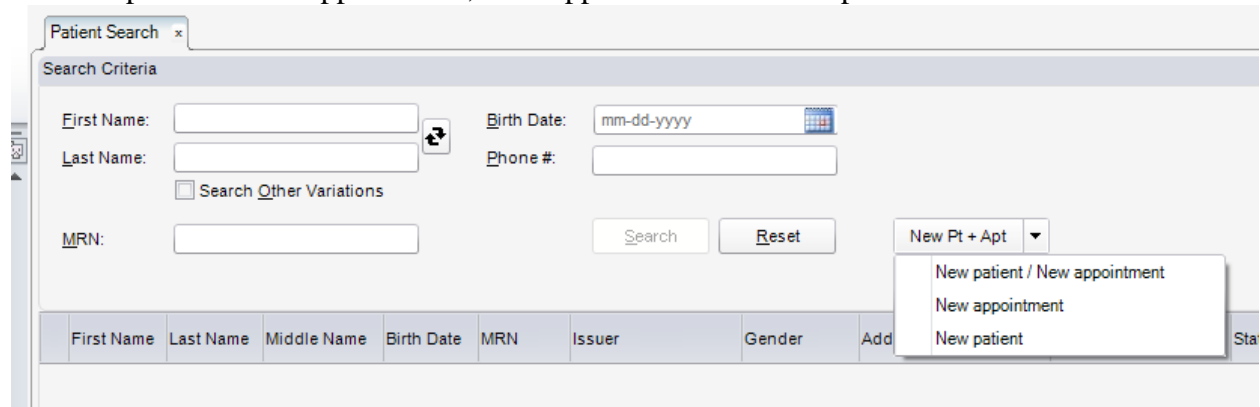 Patient Search x
Search Criteria
First Name: Birth Date: mm-dd-yyyy
Last Name: Phone #:
Search Other Variations
MRN: Search Reset New Pt + Apt
New patient / New appointment
New appointment
New patient
First Name Last Name Middle Name Birth Date MRN Issuer Gender